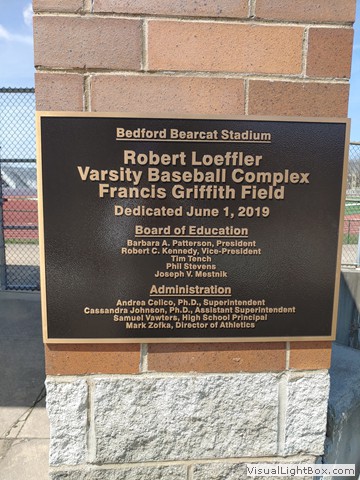 Bedford Bearcat Stadium
Robert Loeffler
Varsity Baseball Complex
Francis Griffith Field
Dedicated June 1, 2019
Board of Education
Barbara A. Patterson, President
Robert C. Kennedy, Vice-President
Tim Tench
Phil Stevens
Joseph V. Mestnik
Administration
Andrea Celico, Ph.D., Superintendent
Cassandra Johnson, Ph.D., Assistant Superintendent
Samuel Vawters, High School Principal
Mark Zofka, Director of Athletics
VisualLightBox.com